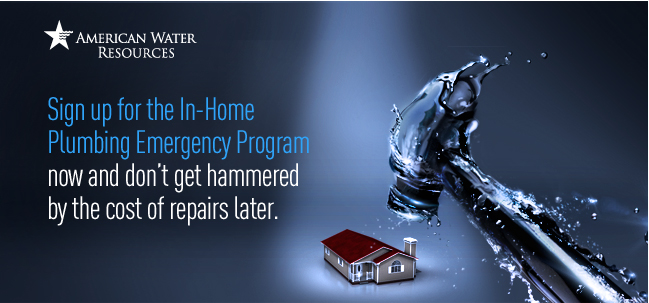 American Water
Resources
Sign up for the In-Home
Plumbing Emergency Program
now and don't get hammered
by the cost of repairs later.